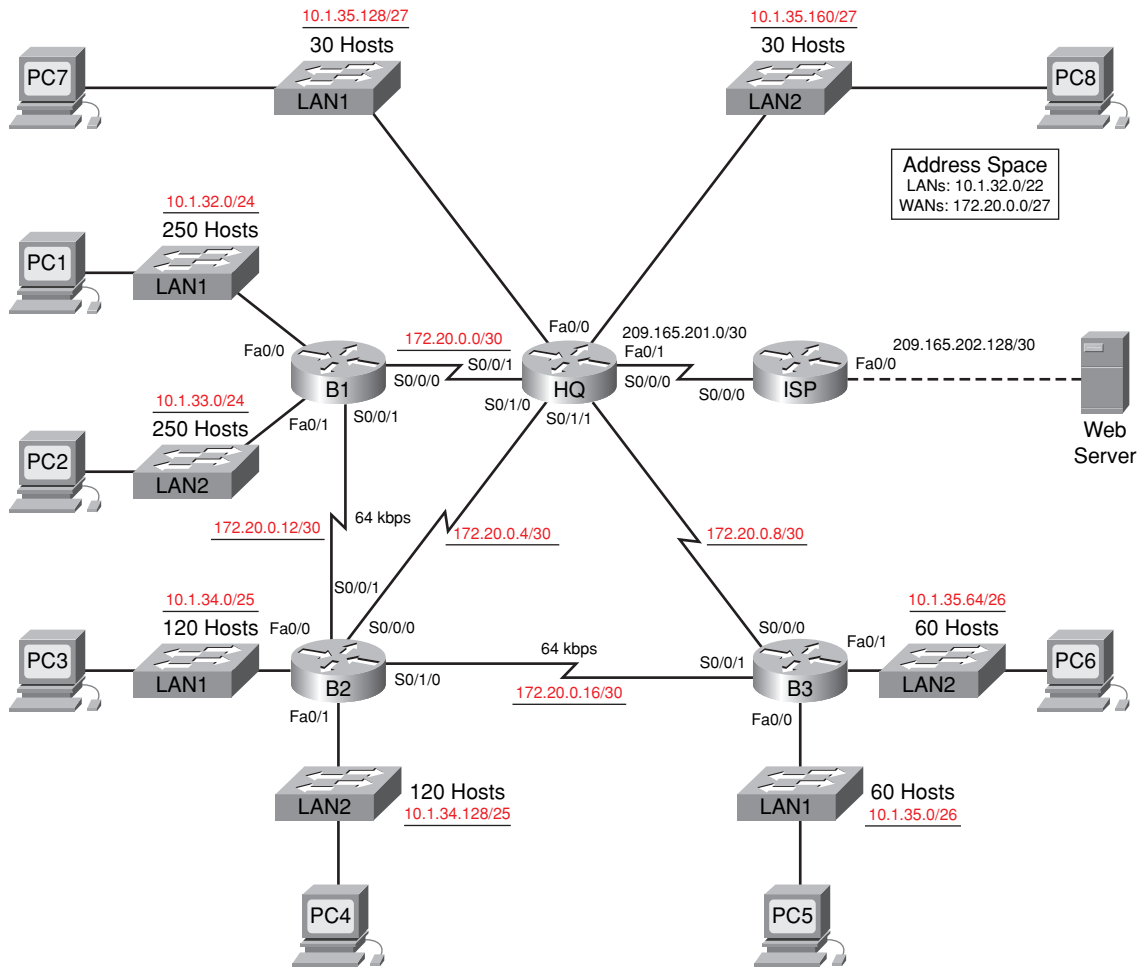 10.1.35.128/27
30 Hosts
PC7
LAN1
10.1.35.160/27
30 Hosts
LAN2
PC8
Address Space
LANs: 10.1.32.0/22
WANs: 172.20.0.0/27
10.1.32.0/24
250 Hosts
PC1
LAN1
Fa0/0
172.20.0.0/30
S0/0/1
S0/0/0
B1
Fa0/0
209.165.201.0/30
Fa0/1
HQ
S0/0/0
S0/0/0
ISP
Fa0/0
209.165.202.128/30
Web
Server
S0/1/0
S0/1/1
10.1.33.0/24
250 Hosts
Fa0/1
S0/0/1
PC2
LAN2
172.20.0.12/30
64 kbps
172.20.0.4/30
172.20.0.8/30
10.1.34.0/25
120 Hosts
PC3
LAN1
Fa0/0
S0/0/1
S0/0/0
B2
S0/1/0
Fa0/1
64 kbps
172.20.0.16/30
S0/0/0
S0/0/1
B3
Fa0/1
Fa0/0
10.1.35.64/26
60 Hosts
LAN2
PC6
LAN2
120 Hosts
10.1.34.128/25
PC4
LAN1
60 Hosts
10.1.35.0/26
PC5